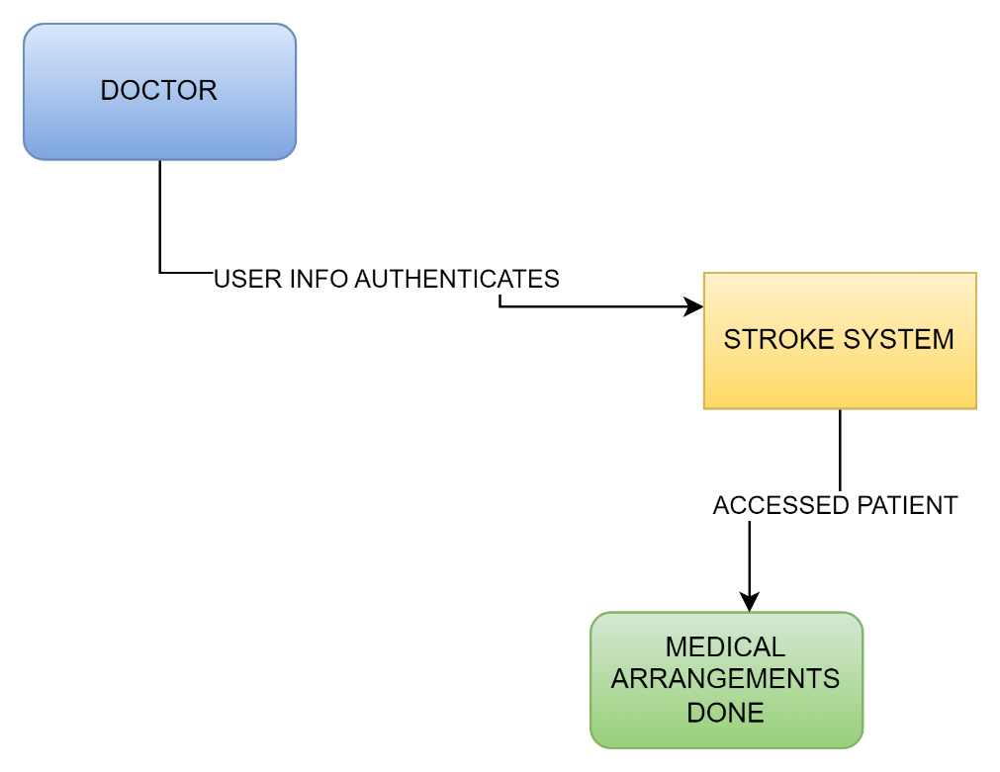 DOCTOR
USER INFO AUTHENTICATES
STROKE SYSTEM
ACCESSED PATIENT
MEDICAL
ARRANGEMENTS
DONE